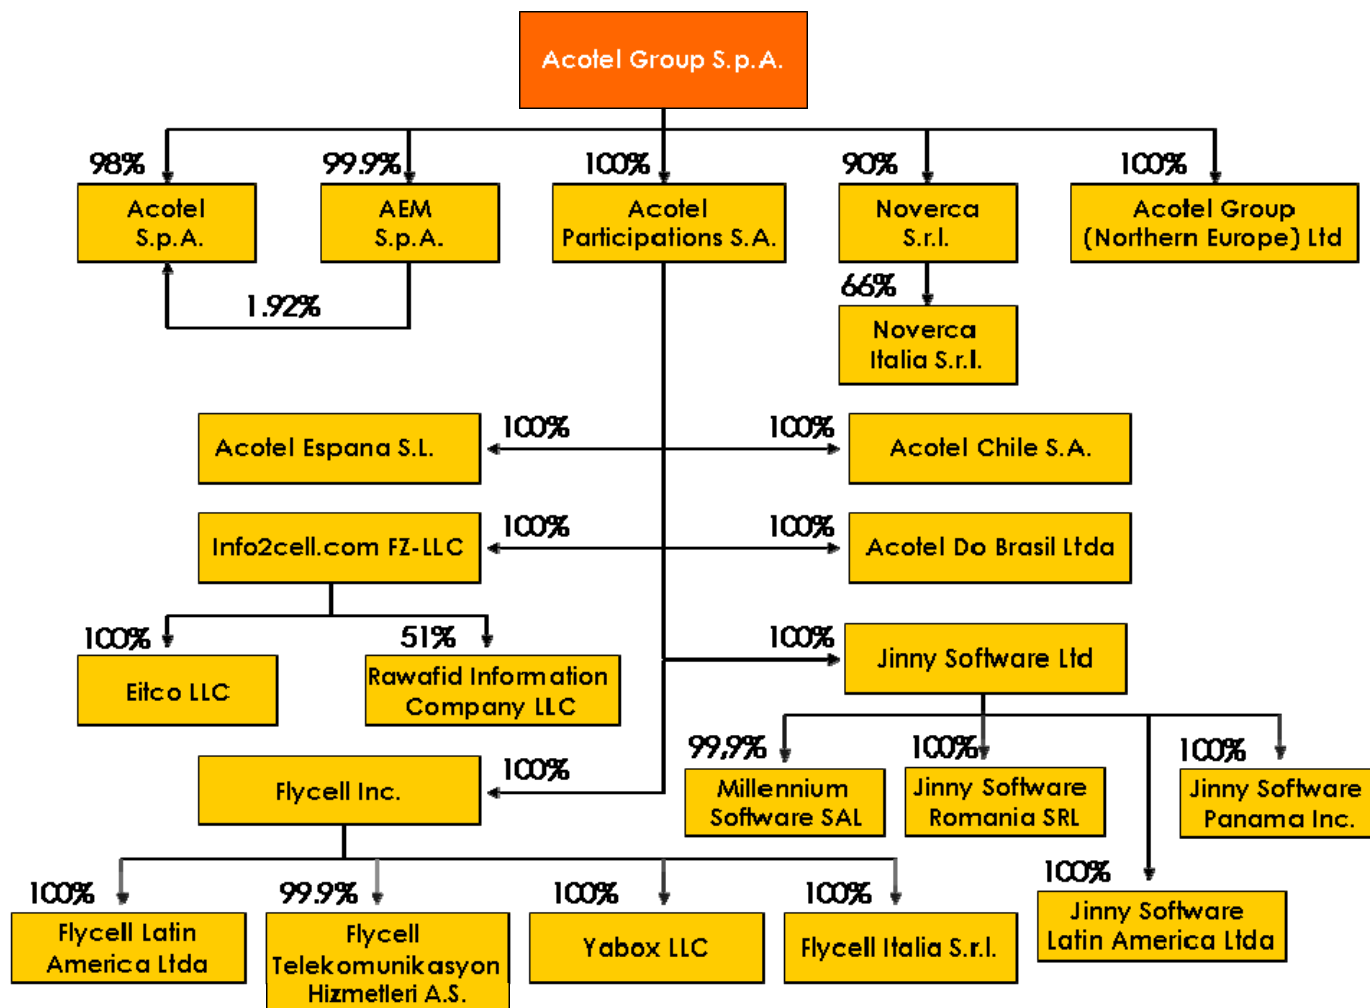 Acotel Group S.p.A.
98%
99.9%
100%
90%
100%
Acotel
S.p.A.
AEM
S.p.A.
Acotel
Participations S.A.
Noverca
S.r.l.
Acotel Group
(Northern Europe) Ltd
1.92%
66%
Noverca
Italia S.r.l.
Acotel Espana S.L.
100%
100%
Acotel Chile S.A.
Info2cell.com FZ-LLC
100%
100%
Acotel Do Brasil Ltda
100%
51%
Eitco LLC
Rawafid Information
Company LLC
100%
Jinny Software Ltd
Flycell Inc.
100%
99,9%
100%
100%
Millennium
Software SAL
Jinny Software
Romania SRL
Jinny Software
Panama Inc.
100%
Jinny Software
Latin America Ltda
100%
99.9%
100%
100%
Flycell Latin
America Ltda
Flycell
Telekomunikasyon
Hizmetleri A.S.
Yabox LLC
Flycell Italia S.r.l.